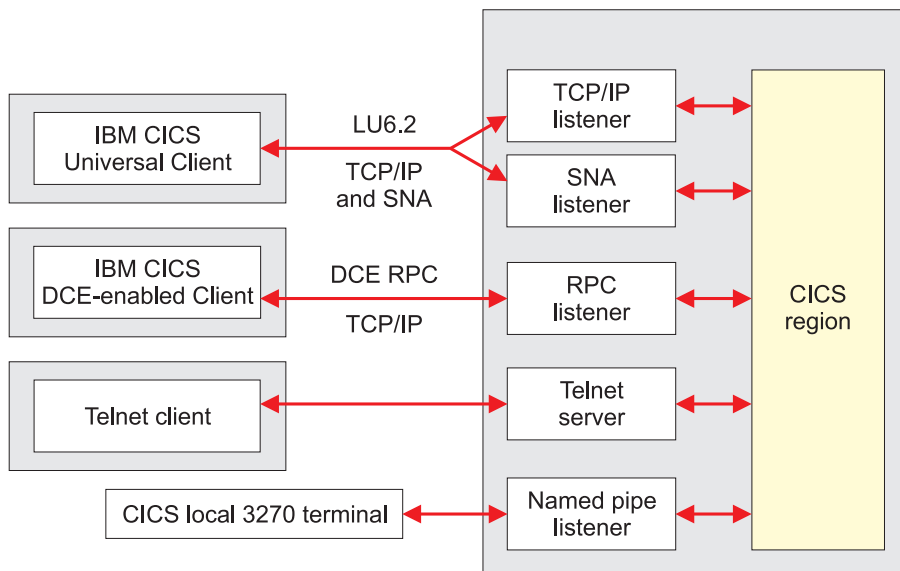 IBM CICS
Universal Client
LU6.2
TCP/IP
and SNA
TCP/IP
listener
SNA
listener
IBM CICS
DCE-enabled Client
DCE RPC
TCP/IP
RPC
listener
CICS
region
Telnet client
Telnet
server
CICS local 3270 terminal
Named pipe
listener